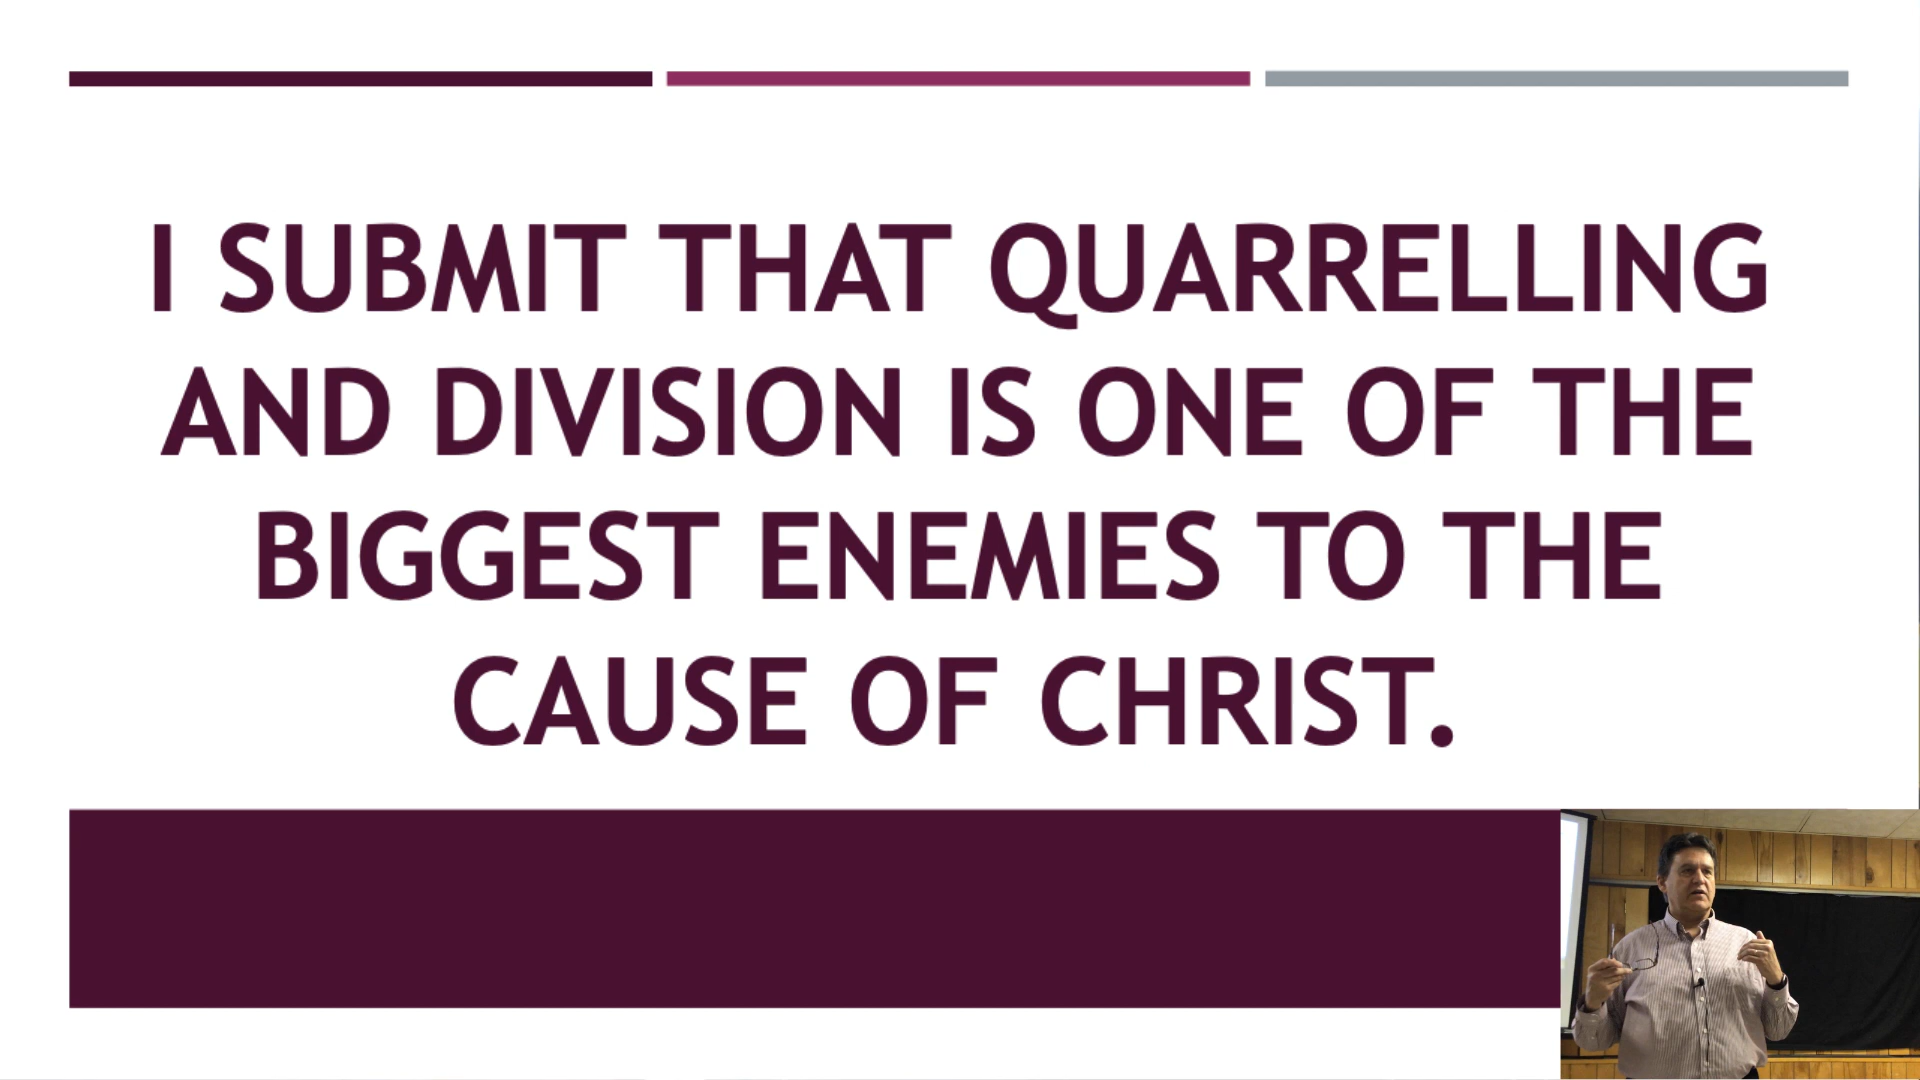 I SUBMIT THAT QUARRELLING
AND DIVISION IS ONE OF THE
BIGGEST ENEMIES TO THE
CAUSE OF CHRIST.